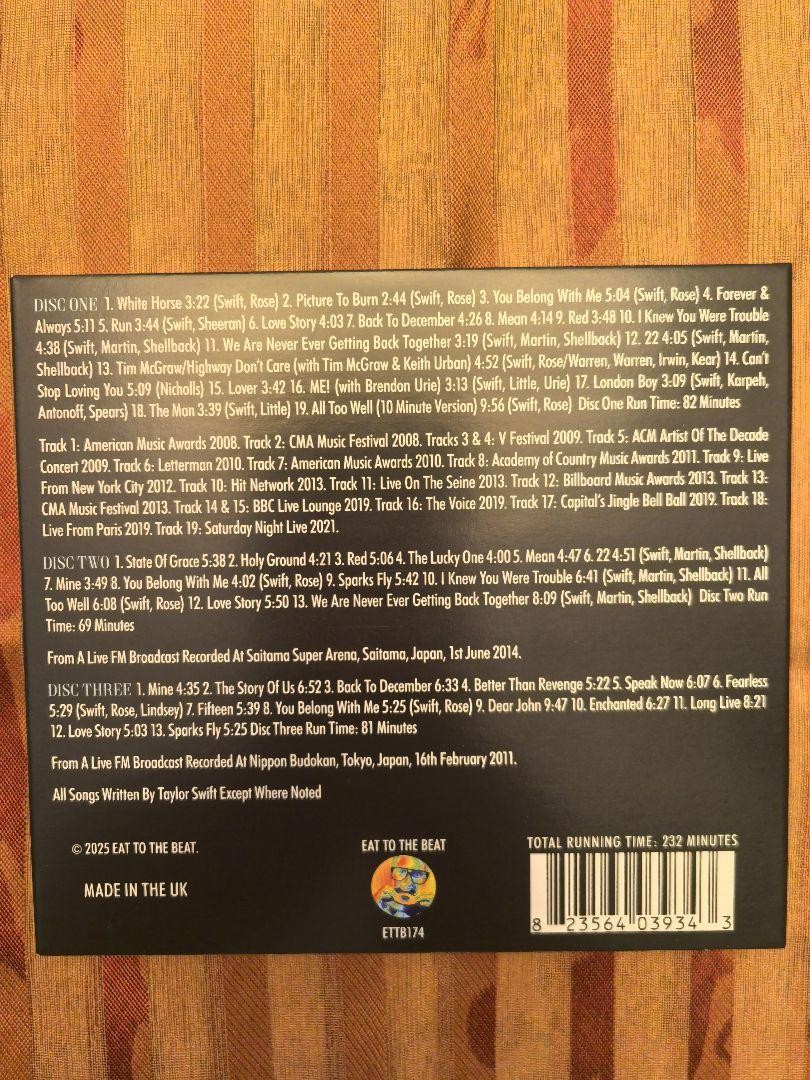 DISC ONE 1. White Horse 3:22 (Swift, Rose) 2. Picture To Burn 2:44 (Swift, Rose) 3. You Belong With Me 5:04 (Swift, Rose) 4. Forever &
Always 5:11 5. Run 3:44 (Swift, Sheeran) 6. Love Story 4:03 7. Back To December 4:26 8. Mean 4:14 9. Red 3:48 10. I Knew You Were Trouble
4:38 (Swift, Martin, Shellback) 11. We Are Never Ever Getting Back Together 3:19 (Swift, Martin, Shellback) 12. 22 4:05 (Swift, Martin,
Shellback) 13. Tim McGraw/Highway Don't Care (with Tim McGraw & Keith Urban) 4:52 (Swift, Rose/Warren, Warren, Irwin, Kear) 14. Can't
Stop Loving You 5:09 (Nicholls) 15. Lover 3:42 16. ME! (with Brendon Urie) 3:13 (Swift, Little, Urie) 17. London Boy 3:09 (Swift, Karpeh,
Antonoff, Spears) 18. The Man 3:39 (Swift, Little) 19. All Too Well (10 Minute Version) 9:56 (Swift, Rose) Disc One Run Time: 82 Minutes
Track 1: American Music Awards 2008. Track 2: CMA Music Festival 2008. Tracks 3 & 4: V Festival 2009. Track 5: ACM Artist Of The Decade
Concert 2009. Track 6: Letterman 2010. Track 7: American Music Awards 2010. Track 8: Academy of Country Music Awards 2011. Track 9: Live
From New York City 2012. Track 10: Hit Network 2013. Track 11: Live On The Seine 2013. Track 12: Billboard Music Awards 2013. Track 13:
CMA Music Festival 2013. Track 14 & 15: BBC Live Lounge 2019. Track 16: The Voice 2019. Track 17: Capital's Jingle Bell Ball 2019. Track 18:
Live From Paris 2019. Track 19: Saturday Night Live 2021.
DISC TWO 1. State Of Grace 5:38 2. Holy Ground 4:21 3. Red 5:06 4. The Lucky One 4:00 5. Mean 4:47 6. 22 4:51 (Swift, Martin, Shellback)
7. Mine 3:49 8. You Belong With Me 4:02 (Swift, Rose) 9. Sparks Fly 5:42 10. I Knew You Were Trouble 6:41 (Swift, Martin, Shellback) 11. All
Too Well 6:08 (Swift, Rose) 12. Love Story 5:50 13. We Are Never Ever Getting Back Together 8:09 (Swift, Martin, Shellback) Disc Two Run
Time: 69 Minutes
From A Live FM Broadcast Recorded At Saitama Super Arena, Saitama, Japan, 1st June 2014.
DISC THREE 1. Mine 4:35 2. The Story Of Us 6:52 3. Back To December 6:33 4. Better Than Revenge 5:22 5. Speak Now 6:07 6. Fearless
5:29 (Swift, Rose, Lindsey) 7. Fifteen 5:39 8. You Belong With Me 5:25 (Swift, Rose) 9. Dear John 9:47 10. Enchanted 6:27 11. Long Live 8:21
12. Love Story 5:03 13. Sparks Fly 5:25 Disc Three Run Time: 81 Minutes
From A Live FM Broadcast Recorded At Nippon Budokan, Tokyo, Japan, 16th February 2011.
All Songs Written By Taylor Swift Except Where Noted
© 2025 EAT TO THE BEAT.
MADE IN THE UK
EAT TO THE BEAT
ETTB174
TOTAL RUNNING TIME: 232 MINUTES
8 23564 03934 3